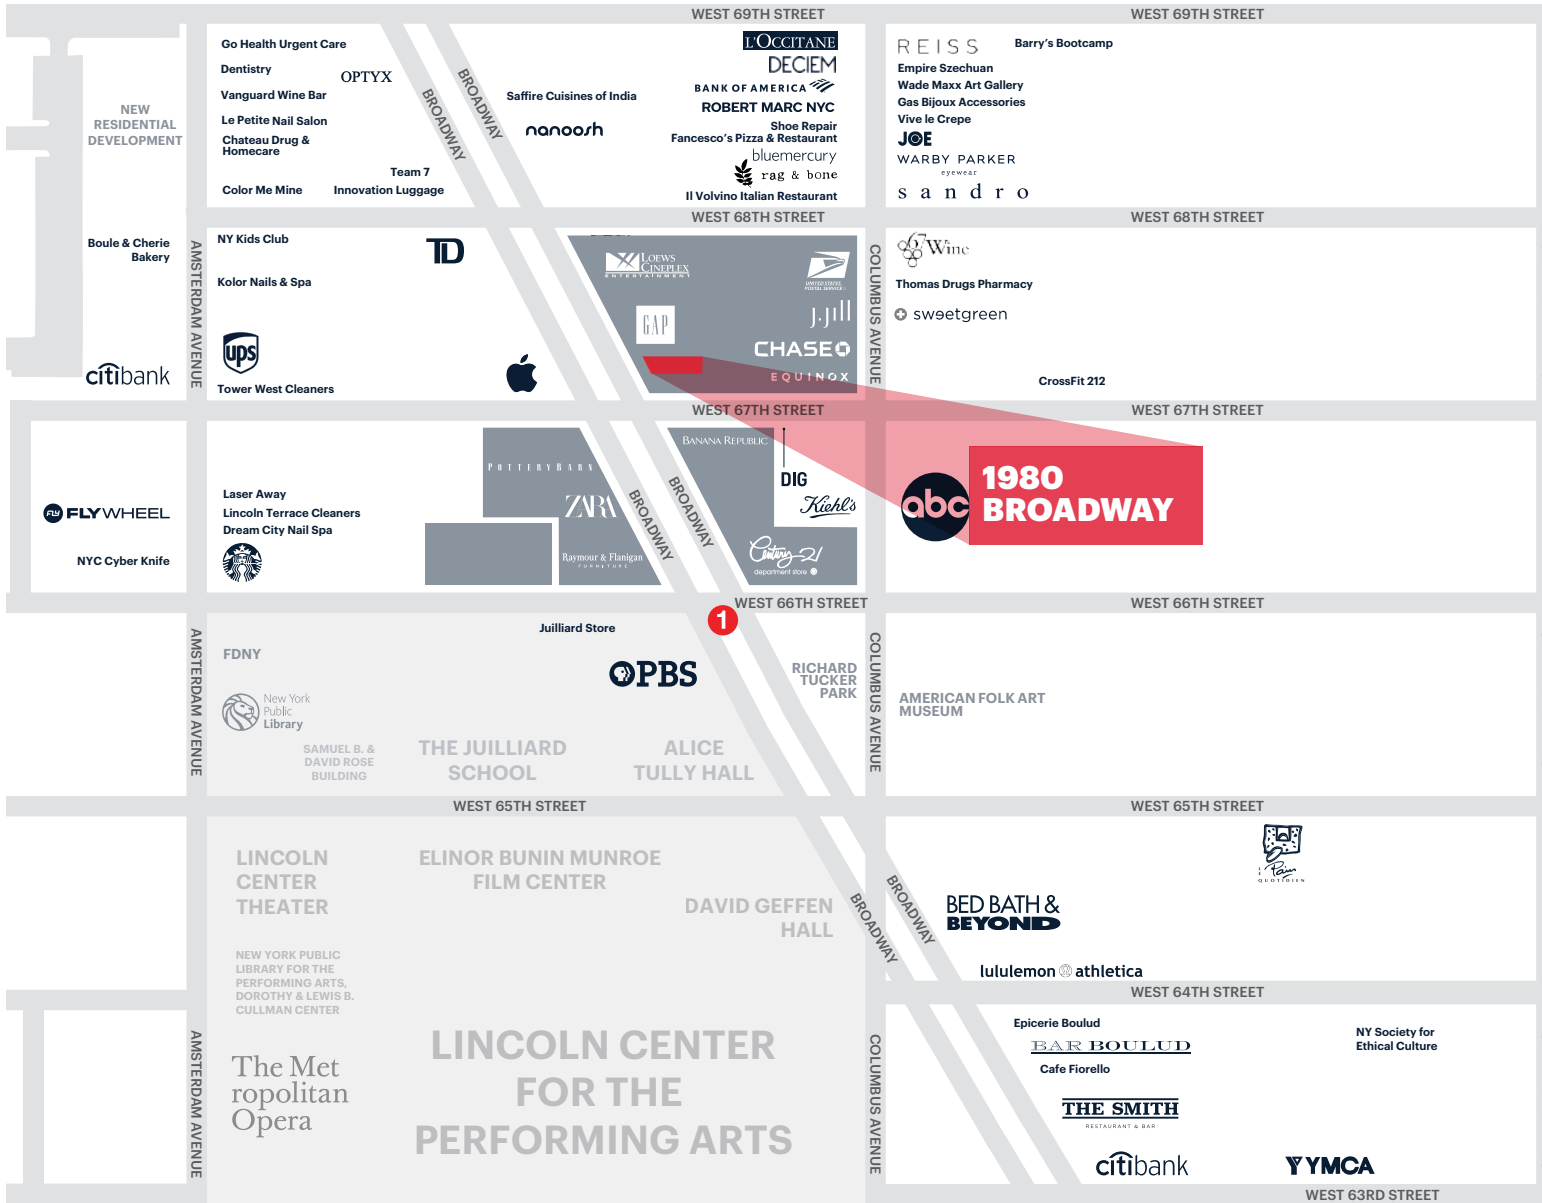 WEST 69TH STREET
WEST 69TH STREET
Go Health Urgent Care
Dentistry
OPTYX
Vanguard Wine Bar
Le Petite Nail Salon
Chateau Drug &
Homecare
Team 7
Color Me Mine
Innovation Luggage
NEW
RESIDENTIAL
DEVELOPMENT
BROADWAY
BROADWAY
Saffire Cuisines of India
nanoosh
L'OCCITANE
DECIEM
BANK OF AMERICA
ROBERT MARC NYC
Shoe Repair
Fancesco's Pizza & Restaurant
bluemercury
rag & bone
Il Volvino Italian Restaurant
REISS
Barry's Bootcamp
Empire Szechuan
Wade Maxx Art Gallery
Gas Bijoux Accessories
Vive le Crepe
JOE
WARBY PARKER
eyewear
sandro
WEST 68TH STREET
WEST 68TH STREET
Boule & Cherie
Bakery
citibank
AMSTERDAM AVENUE
NY Kids Club
TD
Kolor Nails & Spa
ups
Tower West Cleaners
LOEWS
CINEPLEX
ENTERTAINMENT
UNITED STATES
POSTAL SERVICE
GAP
J.Jill
CHASE
EQUINOX
COLUMBUS AVENUE
67 Wine
Thomas Drugs Pharmacy
sweetgreen
CrossFit 212
WEST 67TH STREET
WEST 67TH STREET
FLY
FLYWHEEL
NYC Cyber Knife
Laser Away
Lincoln Terrace Cleaners
Dream City Nail Spa
POTTERYBARN
ZARA
Raymour & Flanigan
FURNITURE
BROADWAY
BROADWAY
BANANA REPUBLIC
DIG
Kiehl's
Century 21
department store
abc
1980
BROADWAY
WEST 66TH STREET
WEST 66TH STREET
1
AMSTERDAM AVENUE
FDNY
New York
Public
Library
SAMUEL B. &
DAVID ROSE
BUILDING
Juilliard Store
PBS
THE JUILLIARD
SCHOOL
ALICE
TULLY HALL
RICHARD
TUCKER
PARK
COLUMBUS AVENUE
AMERICAN FOLK ART
MUSEUM
WEST 65TH STREET
WEST 65TH STREET
LINCOLN
CENTER
THEATER
ELINOR BUNIN MUNROE
FILM CENTER
DAVID GEFFEN
HALL
BROADWAY
BROADWAY
BED BATH &
BEYOND
Le
Pain
QUOTIDIEN
lululemon athletica
NEW YORK PUBLIC
LIBRARY FOR THE
PERFORMING ARTS,
DOROTHY & LEWIS B.
CULLMAN CENTER
WEST 64TH STREET
AMSTERDAM AVENUE
The Met
ropolitan
Opera
LINCOLN CENTER
FOR THE
PERFORMING ARTS
COLUMBUS AVENUE
Epicerie Boulud
BAR BOULUD
Cafe Fiorello
THE SMITH
RESTAURANT & BAR
citibank
NY Society for
Ethical Culture
YMCA
WEST 63RD STREET